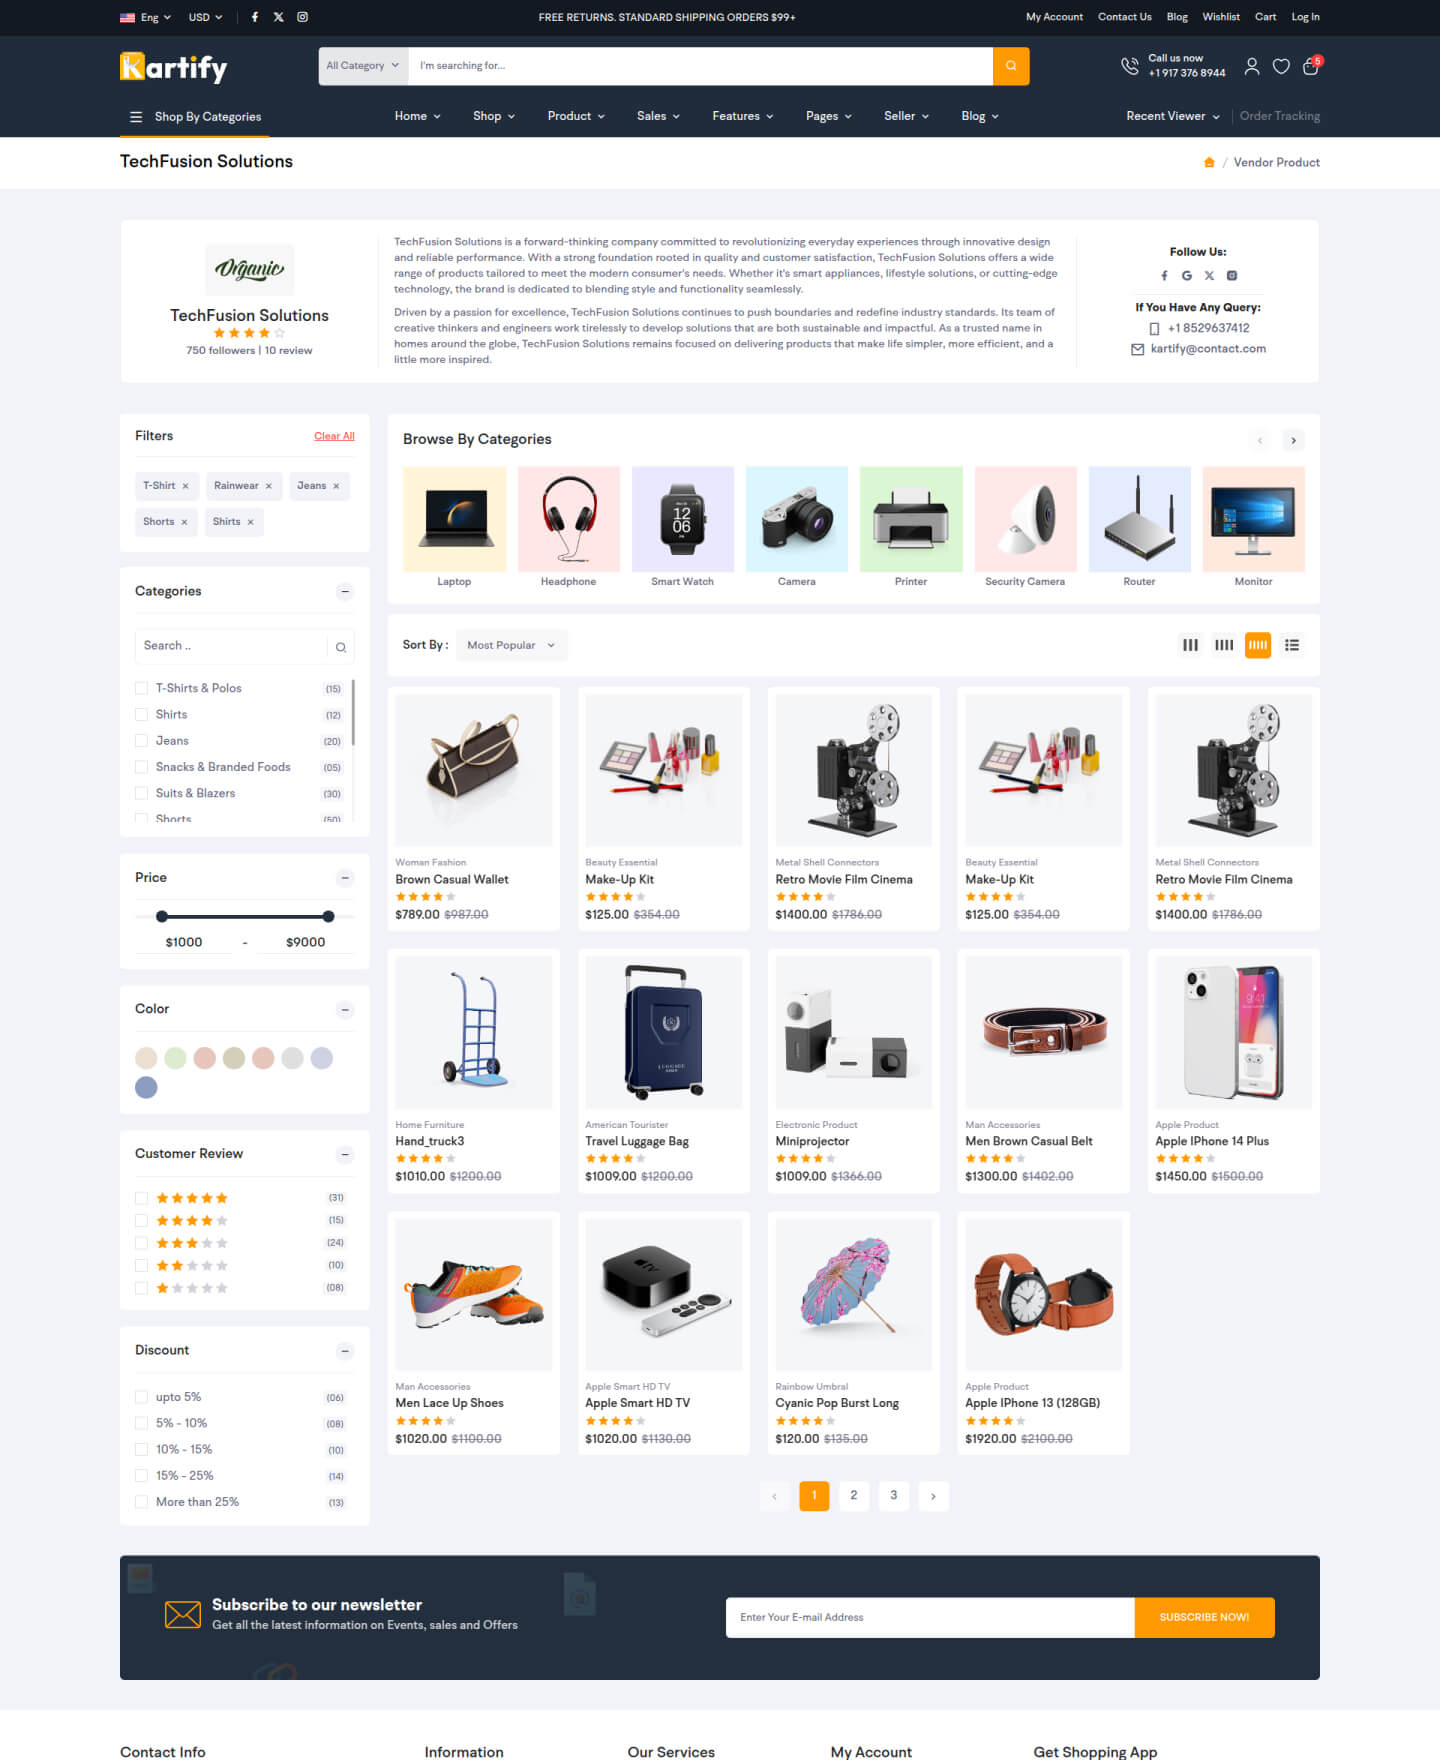 Eng USD
FREE RETURNS. STANDARD SHIPPING ORDERS $99+
My Account Contact Us Blog Wishlist Cart Log In
Kartify
All Category I'm searching for...
Call us now
+1 917 376 8944
5
Shop By Categories Home Shop Product Sales Features Pages Seller Blog Recent Viewer Order Tracking
TechFusion Solutions
/ Vendor Product
Organic
TechFusion Solutions
750 followers | 10 review
TechFusion Solutions is a forward-thinking company committed to revolutionizing everyday experiences through innovative design
and reliable performance. With a strong foundation rooted in quality and customer satisfaction, TechFusion Solutions offers a wide
range of products tailored to meet the modern consumer's needs. Whether it's smart appliances, lifestyle solutions, or cutting-edge
technology, the brand is dedicated to blending style and functionality seamlessly.
Driven by a passion for excellence, TechFusion Solutions continues to push boundaries and redefine industry standards. Its team of
creative thinkers and engineers work tirelessly to develop solutions that are both sustainable and impactful. As a trusted name in
homes around the globe, TechFusion Solutions remains focused on delivering products that make life simpler, more efficient, and a
little more inspired.
Follow Us:
If You Have Any Query:
+1 8529637412
kartify@contact.com
Filters Clear All
T-Shirt × Rainwear × Jeans ×
Shorts × Shirts ×
Categories
Search ..
T-Shirts & Polos (15)
Shirts (12)
Jeans (20)
Snacks & Branded Foods (05)
Suits & Blazers (30)
Shorts (50)
Price
$1000 - $9000
Color
Customer Review
(31)
(15)
(24)
(10)
(08)
Discount
upto 5% (06)
5% - 10% (08)
10% - 15% (10)
15% - 25% (14)
More than 25% (13)
Browse By Categories
12
06
Laptop Headphone Smart Watch Camera Printer Security Camera Router Monitor
Sort By : Most Popular
Woman Fashion
Brown Casual Wallet
$789.00 $987.00
Beauty Essential
Make-Up Kit
$125.00 $354.00
Metal Shell Connectors
Retro Movie Film Cinema
$1400.00 $1786.00
Beauty Essential
Make-Up Kit
$125.00 $354.00
Metal Shell Connectors
Retro Movie Film Cinema
$1400.00 $1786.00
Home Furniture
Hand_truck3
$1010.00 $1200.00
LUGGAGE
American Tourister
Travel Luggage Bag
$1009.00 $1200.00
Electronic Product
Miniprojector
$1009.00 $1366.00
Man Accessories
Men Brown Casual Belt
$1300.00 $1402.00
9:41
Apple Product
Apple IPhone 14 Plus
$1450.00 $1500.00
Man Accessories
Men Lace Up Shoes
$1020.00 $1100.00
tv
Apple Smart HD TV
Apple Smart HD TV
$1020.00 $1130.00
Rainbow Umbral
Cyanic Pop Burst Long
$120.00 $135.00
Apple Product
Apple IPhone 13 (128GB)
$1920.00 $2100.00
1 2 3
Subscribe to our newsletter
Get all the latest information on Events, sales and Offers
Enter Your E-mail Address SUBSCRIBE NOW!
Contact Info Information Our Services My Account Get Shopping App